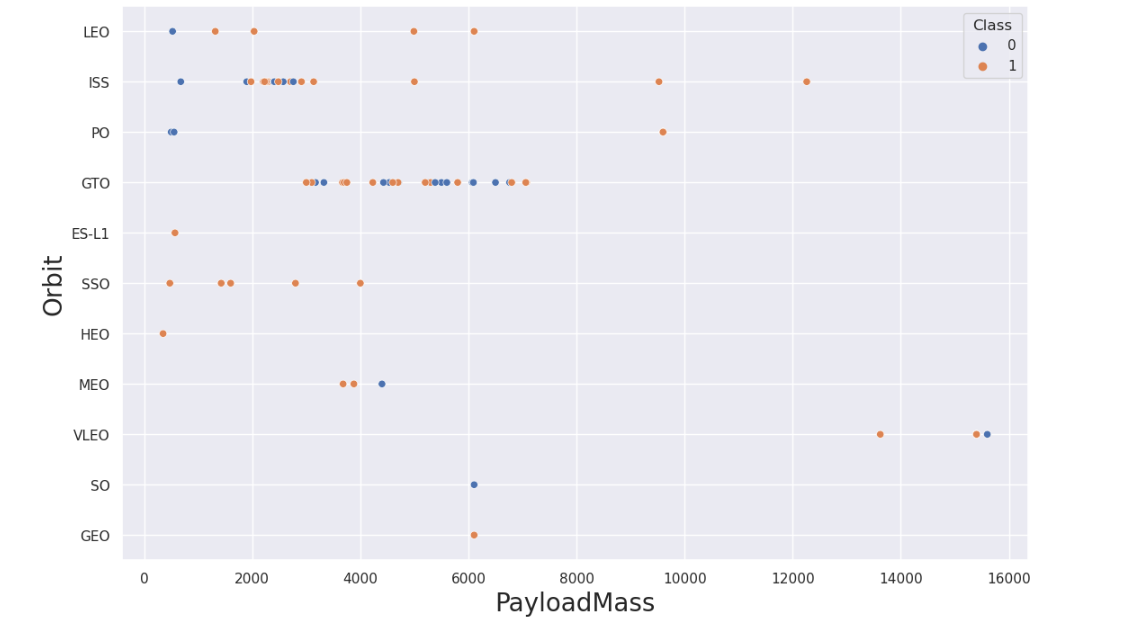 LEO
ISS
PO
GTO
ES-L1
SSO
HEO
MEO
VLEO
SO
GEO
Orbit
Class
0
1
0 2000 4000 6000 8000 10000 12000 14000 16000
PayloadMass